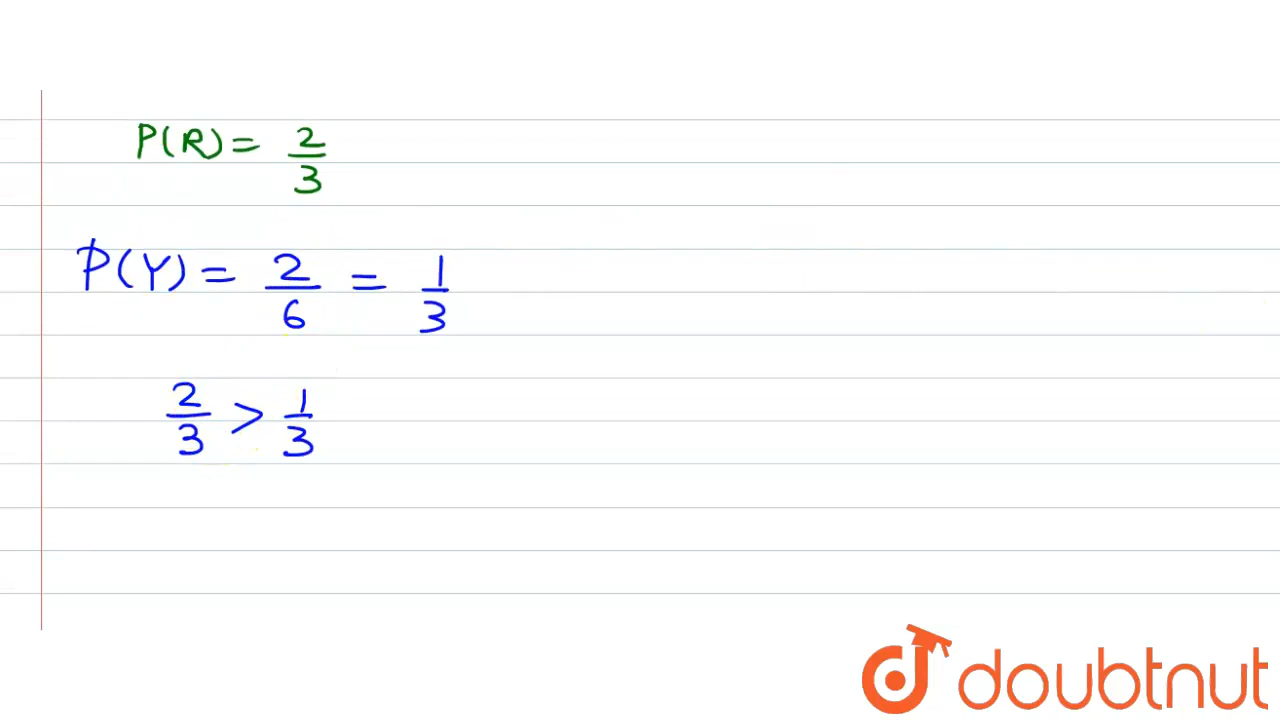 P(R) = 2/3
P(Y) = 2/6 = 1/3
2/3 > 1/3
doubtnut